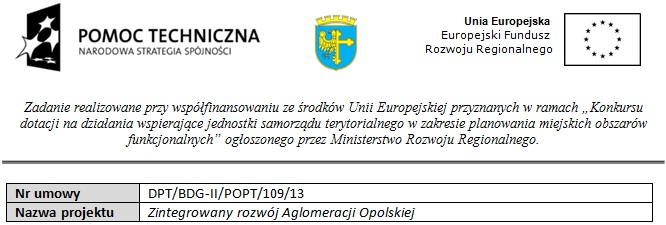 POMOC TECHNICZNA
NARODOWA STRATEGIA SPÓJNOŚCI
Unia Europejska
Europejski Fundusz
Rozwoju Regionalnego
Zadanie realizowane przy współfinansowaniu ze środków Unii Europejskiej przyznanych w ramach „Konkursu
dotacji na działania wspierające jednostki samorządu terytorialnego w zakresie planowania miejskich obszarów
funkcjonalnych” ogłoszonego przez Ministerstwo Rozwoju Regionalnego.
Nr umowy DPT/BDG-II/POPT/109/13
Nazwa projektu Zintegrowany rozwój Aglomeracji Opolskiej